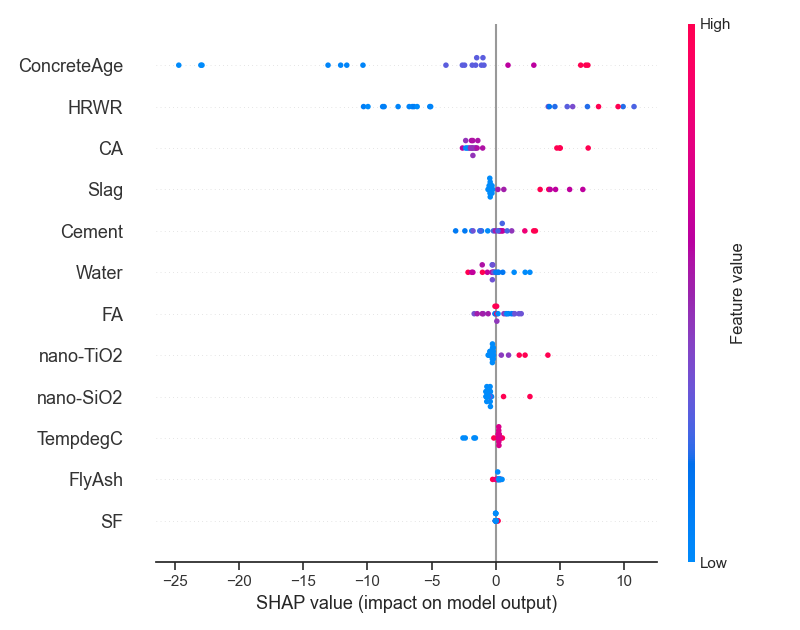 High
ConcreteAge
HRWR
CA
Slag
Cement
Water
FA
nano-TiO2
nano-SiO2
TempdegC
FlyAsh
SF
Feature value
Low
−25 −20 −15 −10 −5 0 5 10
SHAP value (impact on model output)